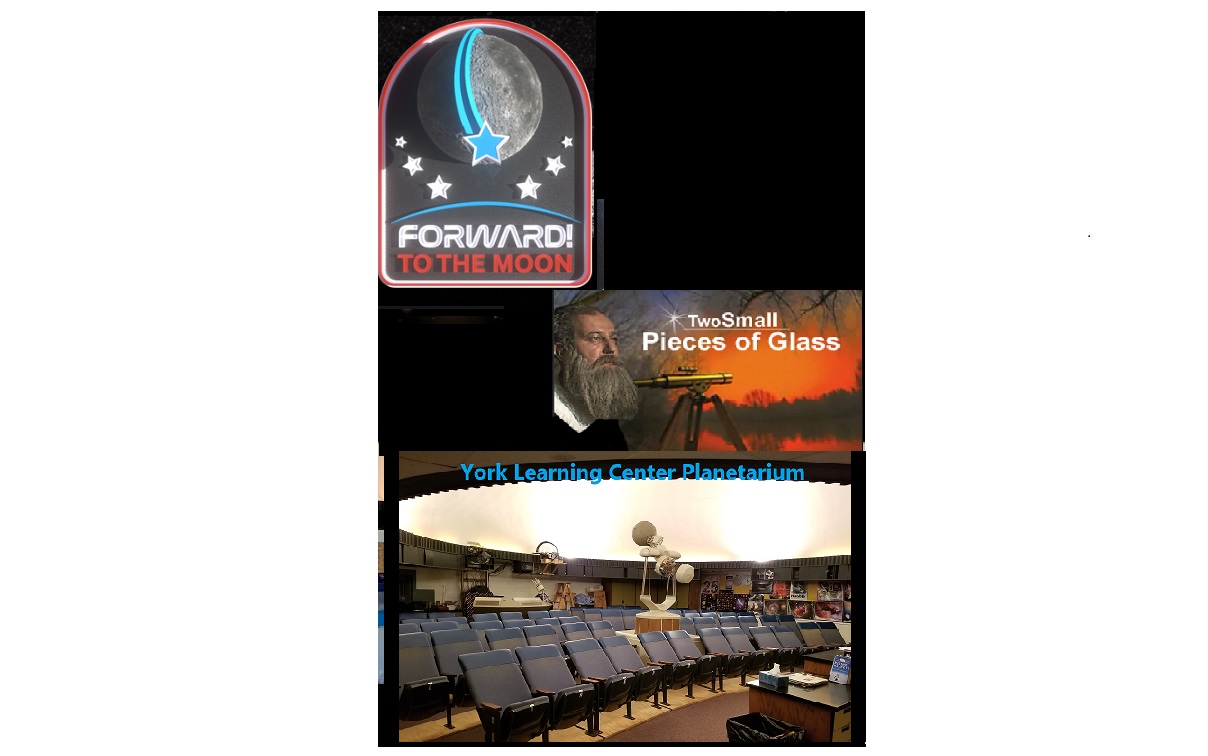 FORWARD!
TO THE MOON
TwoSmall
Pieces of Glass
York Learning Center Planetarium